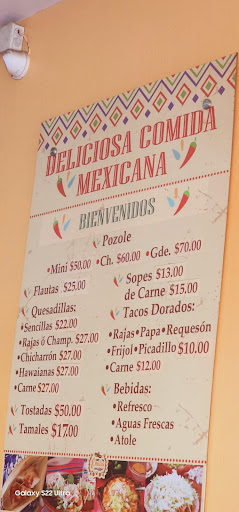 DELICIOSA COMIDA
MEXICANA
BIENVENIDOS
Pozole
•Mini $50.00 •Ch. $60.00 •Gde. $70.00
Flautas .$25.00
Quesadillas:
•Sencillas $22.00
•Rajas ó Champ. $27.00
•Chicharrón $27.00
•Hawaianas $27.00
•Carne $27.00
Tostadas $50.00
Tamales $17.00
Sopes $13.00
de Carne $15.00
Tacos Dorados:
•Rajas •Papa •Requesón
•Frijol •Picadillo $10.00
•Carne $12.00
Bebidas:
•Refresco
•Aguas Frescas
•Atole
Galaxy S22 Ultra